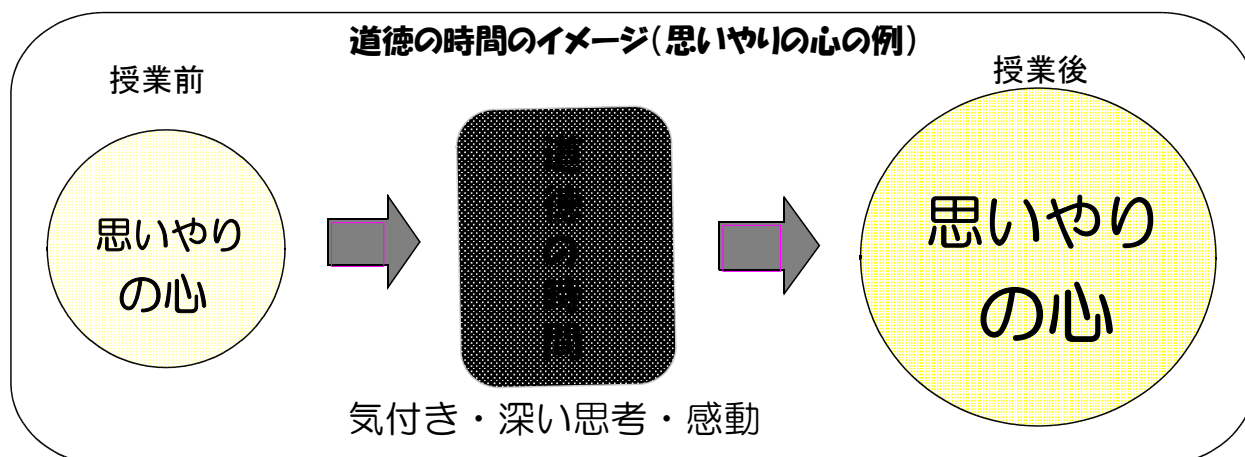 道徳の時間のイメージ(思いやりの心の例)
授業前
思いやり
の心
道徳の時間
気付き・深い思考・感動
授業後
思いやり
の心